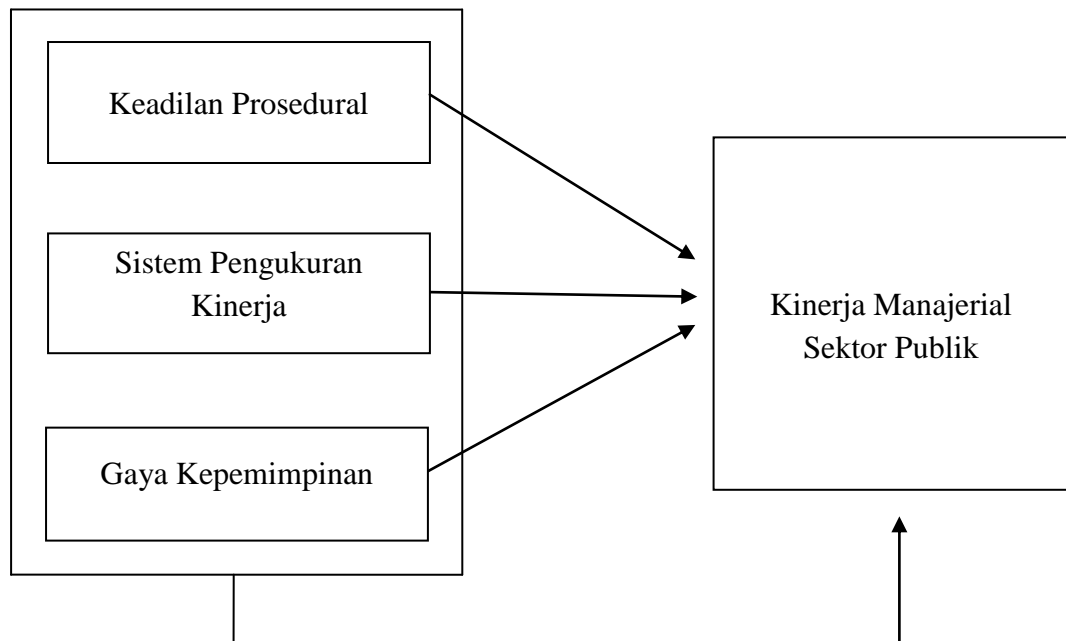 Keadilan Prosedural
Sistem Pengukuran
Kinerja
Gaya Kepemimpinan
Kinerja Manajerial
Sektor Publik